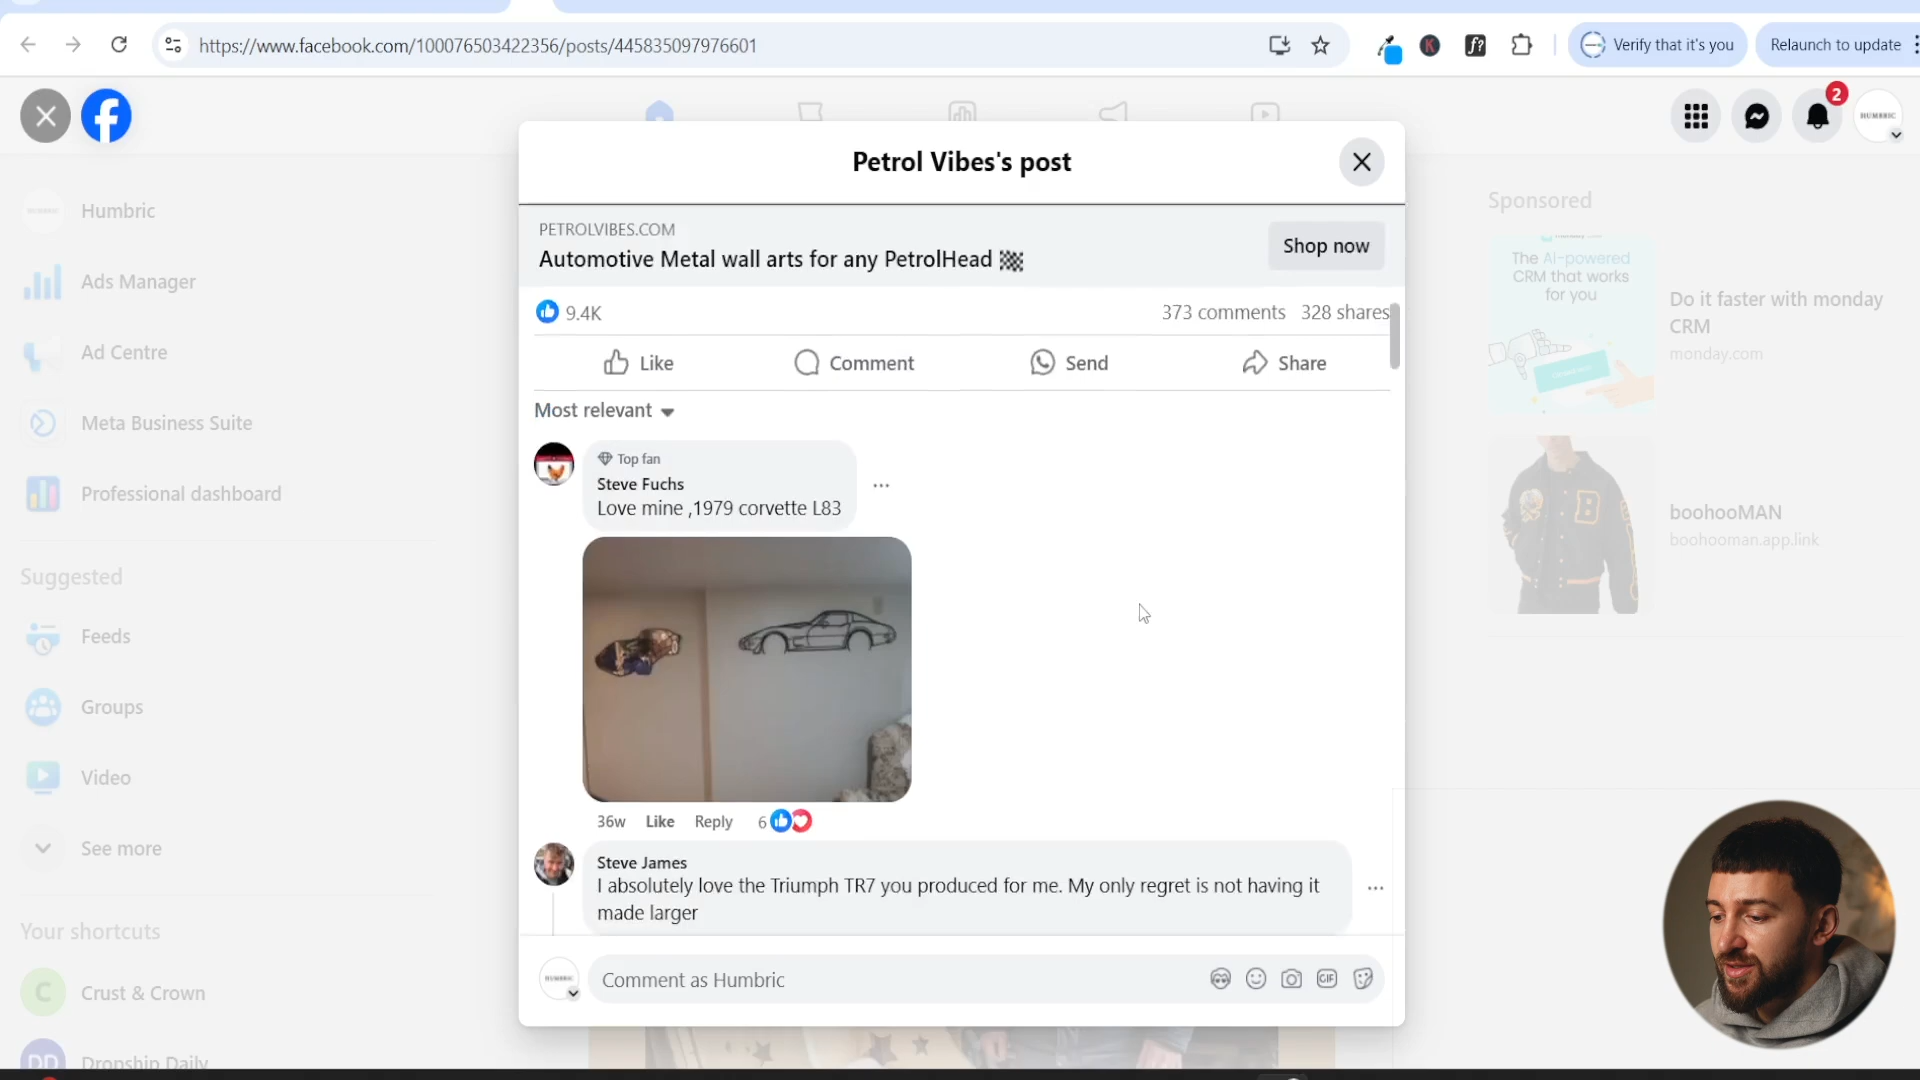 https://www.facebook.com/100076503422356/posts/445835097976601
Verify that it's you
Relaunch to update
K
f?
2
HUMBRIC
Petrol Vibes's post
PETROLVIBES.COM
Automotive Metal wall arts for any PetrolHead
Shop now
9.4K
373 comments 328 shares
Like
Comment
Send
Share
Most relevant
Top fan
Steve Fuchs
Love mine ,1979 corvette L83
36w Like Reply 6
Steve James
I absolutely love the Triumph TR7 you produced for me. My only regret is not having it
made larger
HUMBRIC
Comment as Humbric
GIF
Humbric
Ads Manager
Ad Centre
Meta Business Suite
Professional dashboard
Suggested
Feeds
Groups
Video
See more
Your shortcuts
C
Crust & Crown
DD
Dropship Daily
Sponsored
The AI-powered
CRM that works
for you
Do it faster with monday
CRM
monday.com
B
boohooMAN
boohooman.app.link